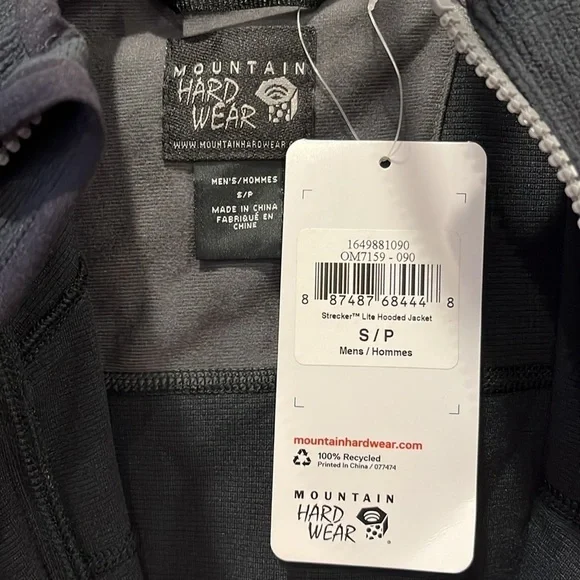 MOUNTAIN
HARD
WEAR
WWW.MOUNTAINHARDWEAR.
MEN'S/HOMMES
S/P
MADE IN CHINA
FABRIQUÉ EN
CHINE
1649881090
OM7159 - 090
8 87487 68444 8
Strecker™ Lite Hooded Jacket
S / P
Mens / Hommes
mountainhardwear.com
100% Recycled
Printed In China / 077474
MOUNTAIN
HARD
WEAR